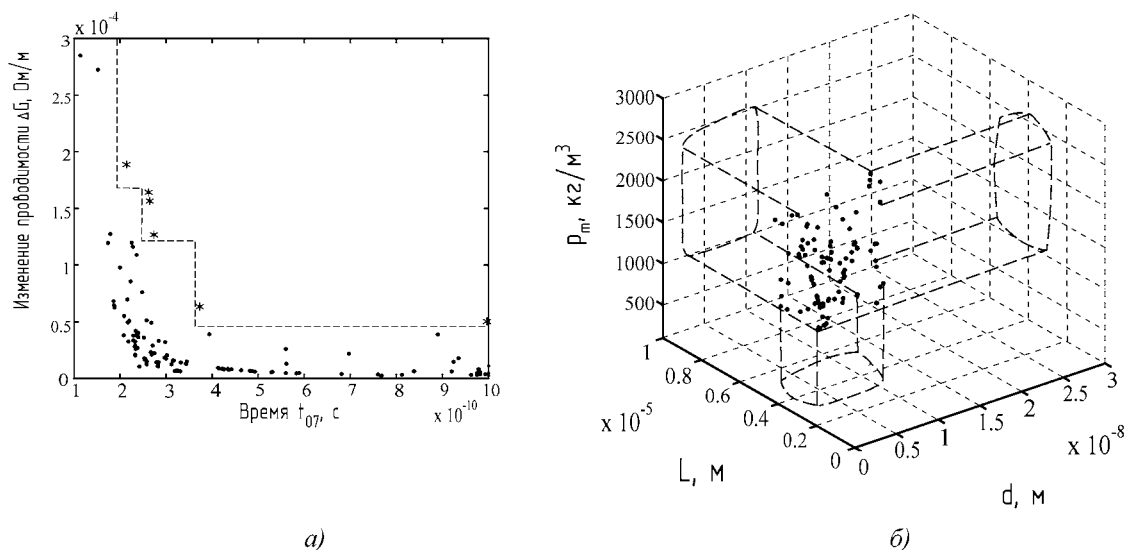 x 10⁻⁴
3
2.5
2
1.5
1
0.5
0
Изменение проводимости ΔG, Ом/м
1 2 3 4 5 6 7 8 9 10
Время t₀₇, с
x 10⁻¹⁰
а)
3000
2500
2000
1500
1000
500
ρₘ, кг/м³
1 0.8 0.6 0.4 0.2 0
x 10⁻⁵
L, м
0 0.5 1 1.5 2 2.5 3
x 10⁻⁸
d, м
б)